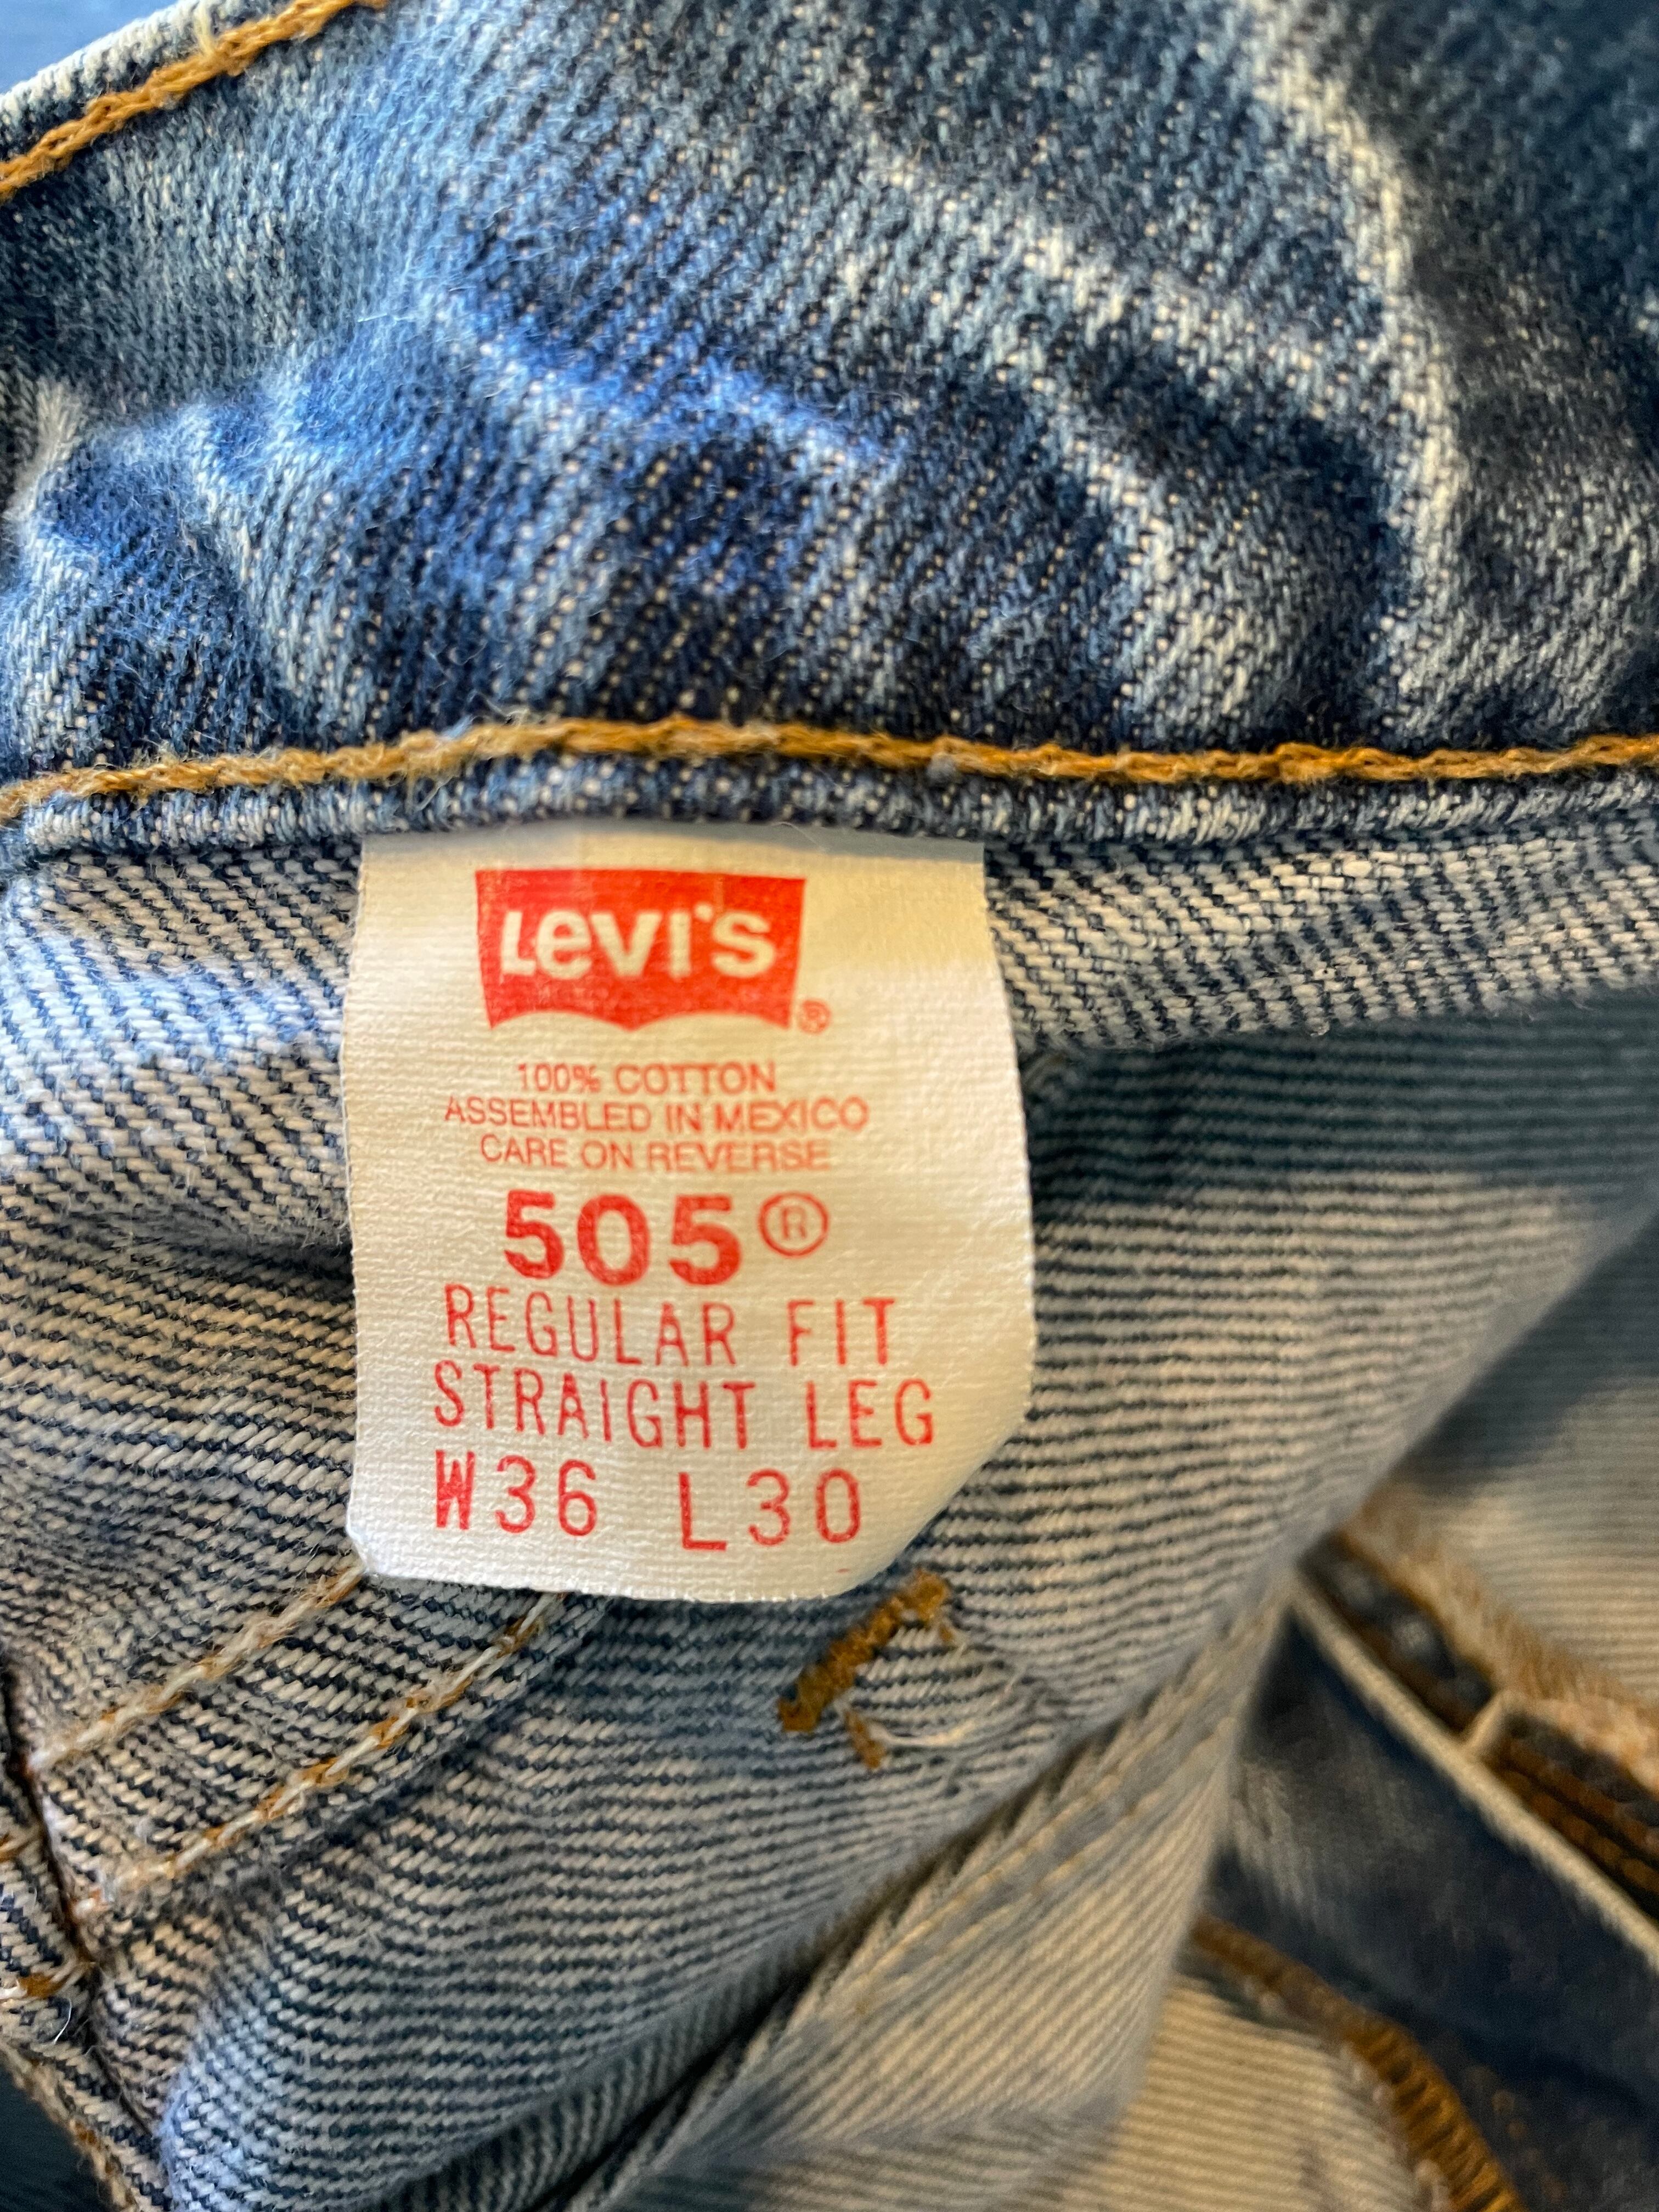 Levi's®
100% COTTON
ASSEMBLED IN MEXICO
CARE ON REVERSE
505®
REGULAR FIT
STRAIGHT LEG
W36 L30